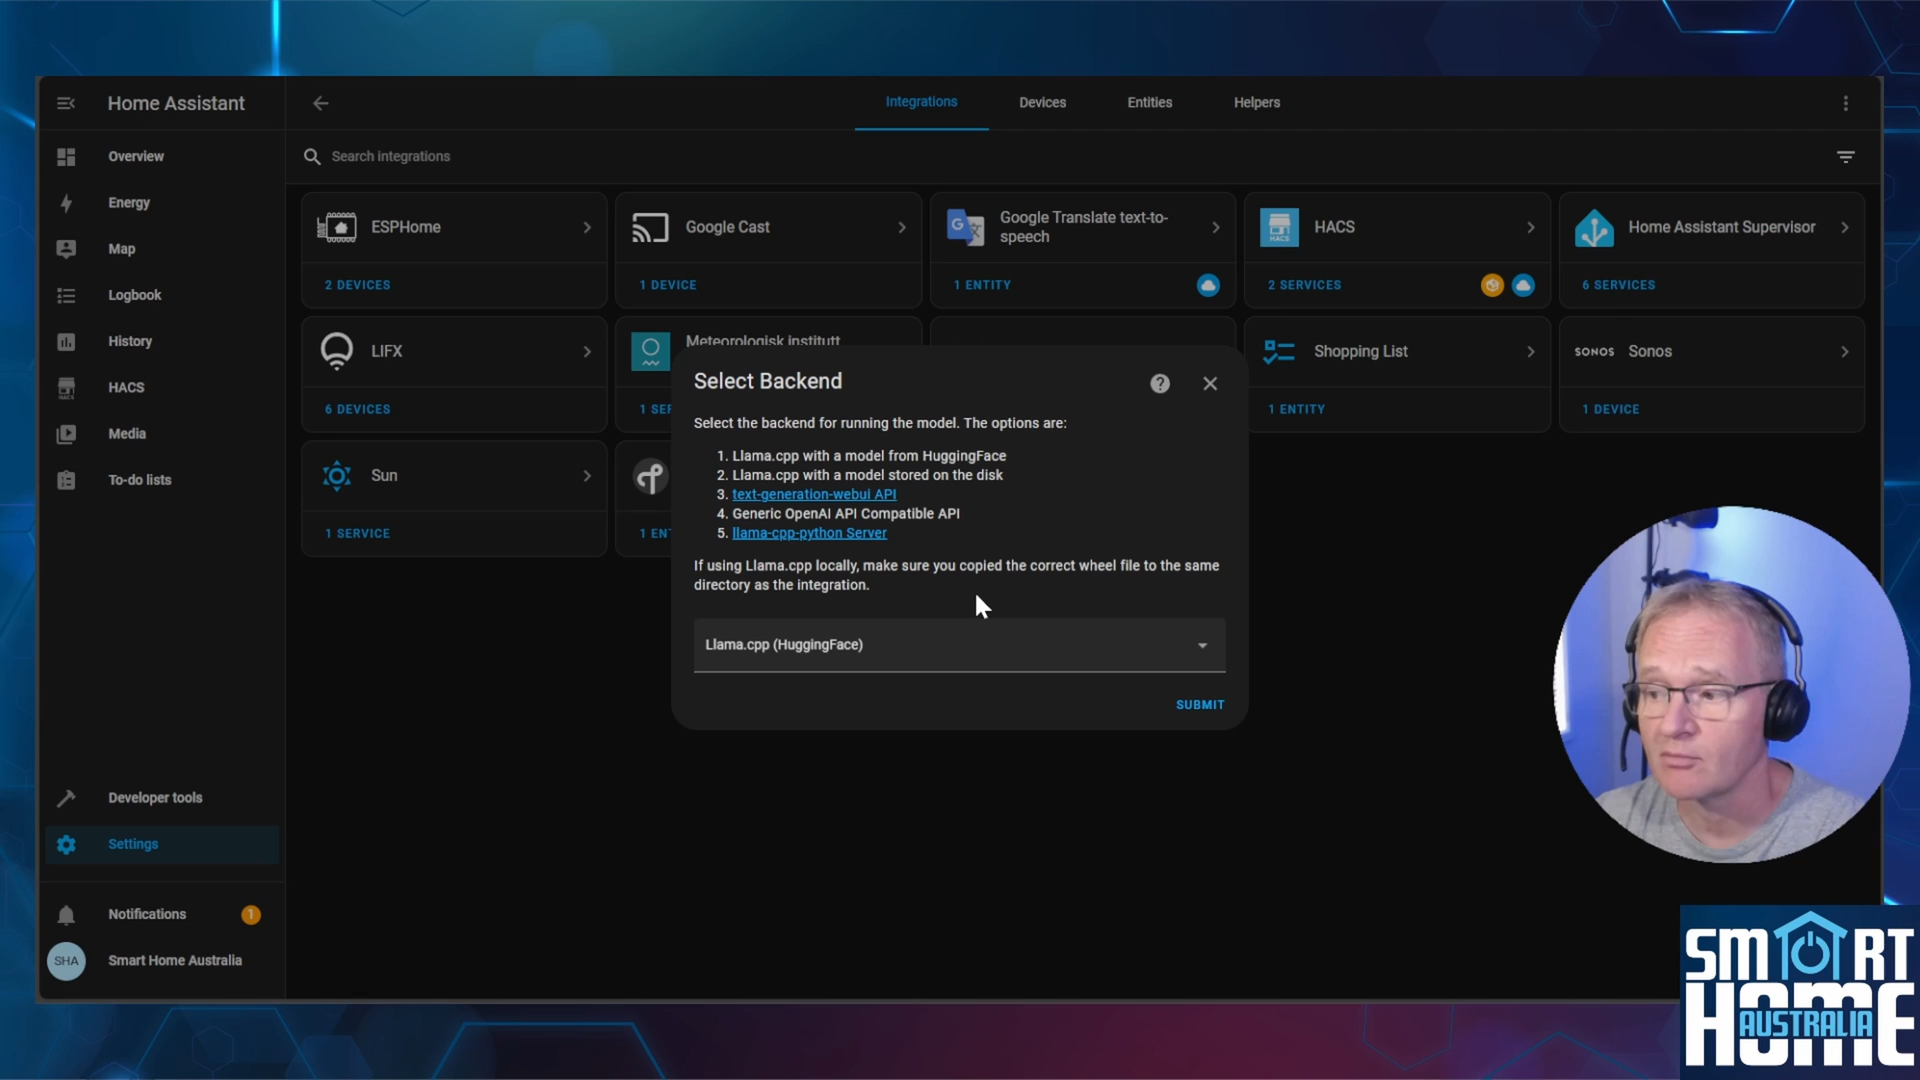 Home Assistant
Integrations
Devices
Entities
Helpers
Overview
Energy
Map
Logbook
History
HACS
Media
To-do lists
Developer tools
Settings
Notifications
1
SHA
Smart Home Australia
Search integrations
ESPHome
2 DEVICES
Google Cast
1 DEVICE
G
Google Translate text-to-
speech
1 ENTITY
HACS
HACS
2 SERVICES
Home Assistant Supervisor
6 SERVICES
LIFX
6 DEVICES
Meteorologisk institutt
1 SER
Shopping List
1 ENTITY
SONOS
Sonos
1 DEVICE
Sun
1 SERVICE
1 ENT
Select Backend
Select the backend for running the model. The options are:
1. Llama.cpp with a model from HuggingFace
2. Llama.cpp with a model stored on the disk
3. text-generation-webui API
4. Generic OpenAI API Compatible API
5. llama-cpp-python Server
If using Llama.cpp locally, make sure you copied the correct wheel file to the same
directory as the integration.
Llama.cpp (HuggingFace)
SUBMIT
SMART
HOME
AUSTRALIA